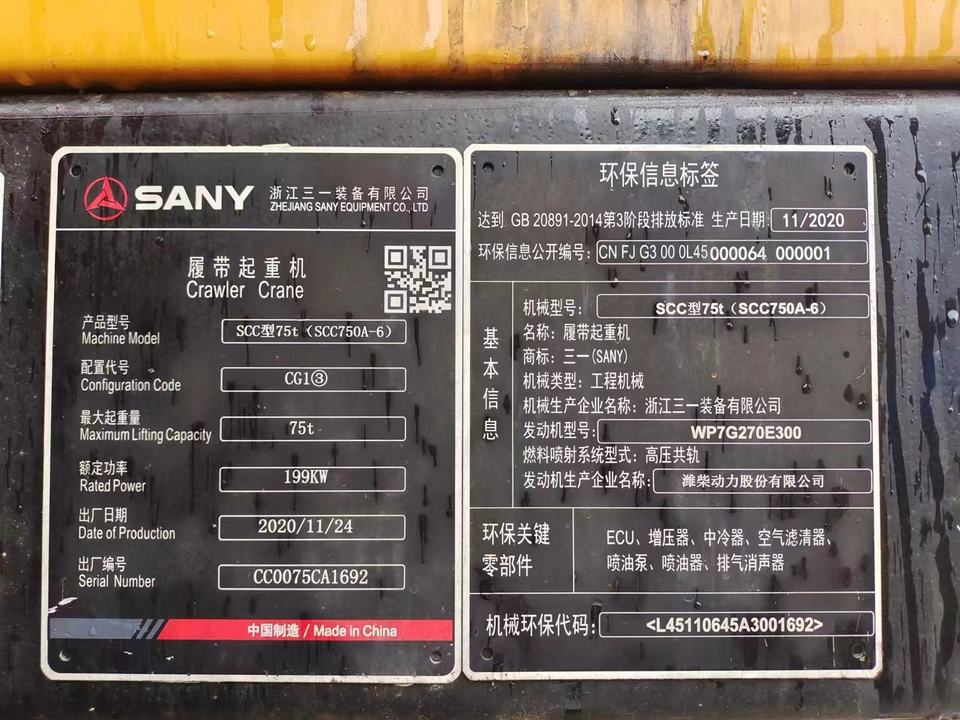 SANY 浙江三一装备有限公司
ZHEJIANG SANY EQUIPMENT CO., LTD
履带起重机
Crawler Crane
产品型号
Machine Model
SCC型75t（SCC750A-6）
配置代号
Configuration Code
CG1③
最大起重量
Maximum Lifting Capacity
75t
额定功率
Rated Power
199KW
出厂日期
Date of Production
2020/11/24
出厂编号
Serial Number
CC0075CA1692
中国制造 / Made in China
环保信息标签
达到 GB 20891-2014第3阶段排放标准 生产日期: 11/2020
环保信息公开编号: CN FJ G3 00 0L45 000064 000001
基本信息
机械型号: SCC型75t（SCC750A-6）
名称: 履带起重机
商标: 三一(SANY)
机械类型: 工程机械
机械生产企业名称: 浙江三一装备有限公司
发动机型号: WP7G270E300
燃料喷射系统型式: 高压共轨
发动机生产企业名称: 潍柴动力股份有限公司
环保关键
零部件
ECU、增压器、中冷器、空气滤清器、
喷油泵、喷油器、排气消声器
机械环保代码: <L45110645A3001692>